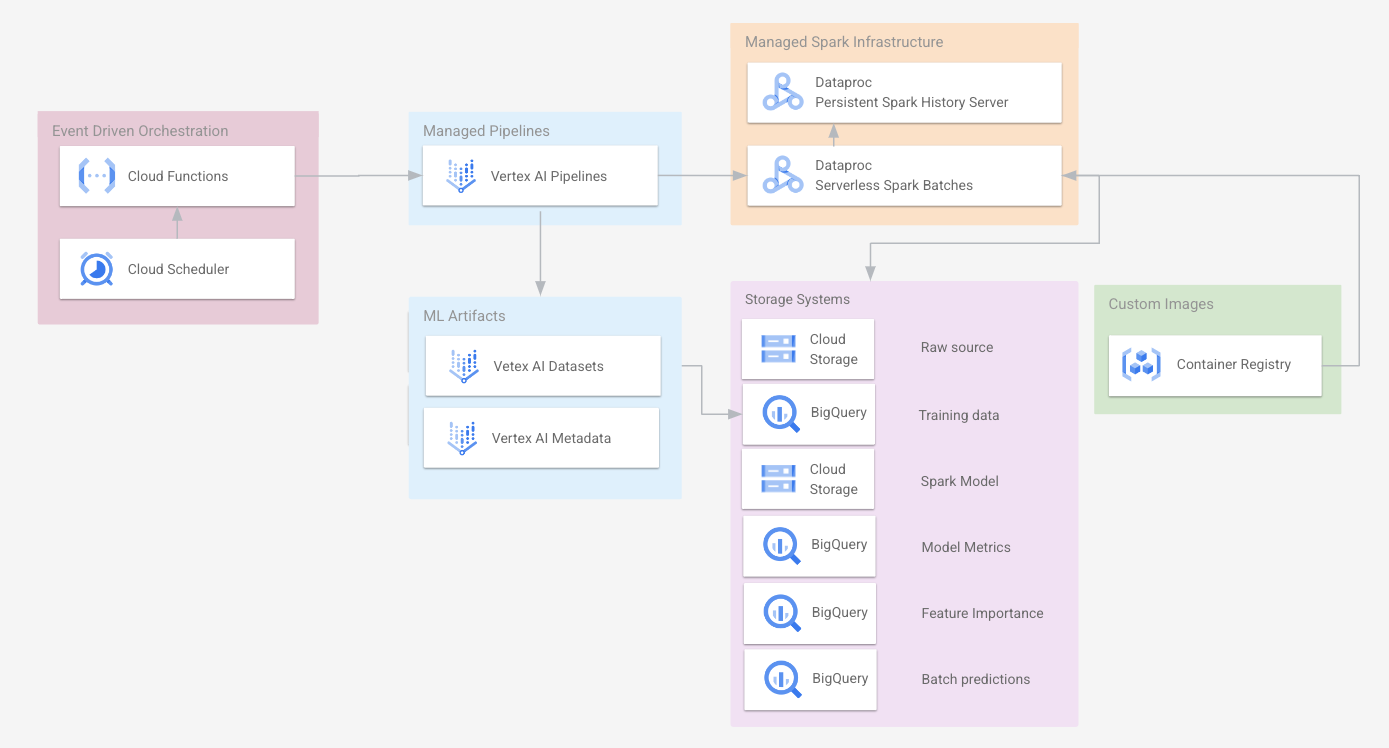 Managed Spark Infrastructure
Dataproc
Persistent Spark History Server
Dataproc
Serverless Spark Batches
Event Driven Orchestration
Cloud Functions
Cloud Scheduler
Managed Pipelines
Vertex AI Pipelines
ML Artifacts
Vetex AI Datasets
Vertex AI Metadata
Storage Systems
Cloud
Storage
Raw source
BigQuery
Training data
Cloud
Storage
Spark Model
BigQuery
Model Metrics
BigQuery
Feature Importance
BigQuery
Batch predictions
Custom Images
Container Registry